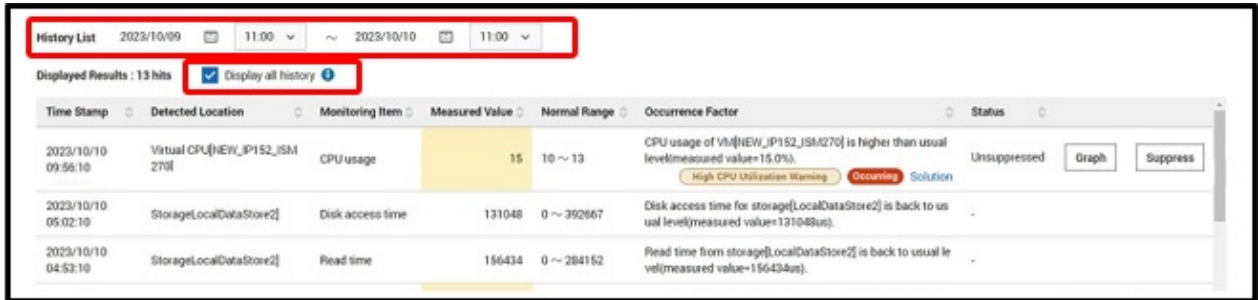 History List 2023/10/09 11:00 ~ 2023/10/10 11:00
Displayed Results : 13 hits Display all history
Time Stamp Detected Location Monitoring Item Measured Value Normal Range Occurrence Factor Status
2023/10/10 09:56:10
Virtual CPU[NEW_IP152_ISM
270]
CPU usage
15
10 ~ 13
CPU usage of VM[NEW_IP152_ISM270] is higher than usual
level(measured value=15.0%).
High CPU Utilization Warning Occurring Solution
Unsuppressed
Graph Suppress
2023/10/10 05:02:10
StorageLocalDataStore2]
Disk access time
131048
0 ~ 392667
Disk access time for storage[LocalDataStore2] is back to us
ual level(measured value=131048us).
-
2023/10/10 04:53:10
StorageLocalDataStore2]
Read time
156434
0 ~ 284152
Read time from storage[LocalDataStore2] is back to usual le
vel(measured value=156434us).
-